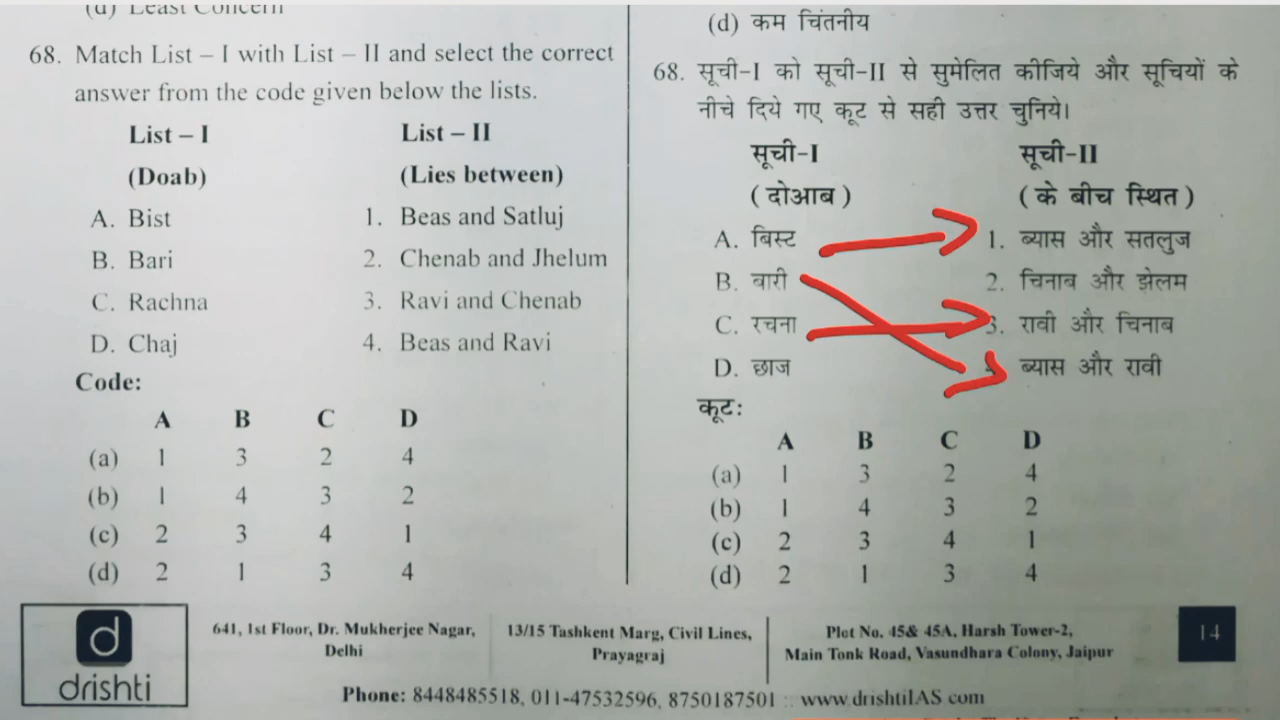 (d) Least Concern
68. Match List – I with List – II and select the correct
answer from the code given below the lists.
List – I List – II
(Doab) (Lies between)
A. Bist 1. Beas and Satluj
B. Bari 2. Chenab and Jhelum
C. Rachna 3. Ravi and Chenab
D. Chaj 4. Beas and Ravi
Code:
A B C D
(a) 1 3 2 4
(b) 1 4 3 2
(c) 2 3 4 1
(d) 2 1 3 4
(d) कम चिंतनीय
68. सूची-I को सूची-II से सुमेलित कीजिये और सूचियों के
नीचे दिये गए कूट से सही उत्तर चुनिये।
सूची-I सूची-II
(दोआब) (के बीच स्थित)
A. बिस्ट 1. ब्यास और सतलुज
B. बारी 2. चिनाब और झेलम
C. रचना 3. रावी और चिनाब
D. छाज ब्यास और रावी
कूट:
A B C D
(a) 1 3 2 4
(b) 1 4 3 2
(c) 2 3 4 1
(d) 2 1 3 4
d
drishti
641, 1st Floor, Dr. Mukherjee Nagar,
Delhi
13/15 Tashkent Marg, Civil Lines,
Prayagraj
Plot No. 45& 45A, Harsh Tower-2,
Main Tonk Road, Vasundhara Colony, Jaipur
14
Phone: 8448485518, 011-47532596, 8750187501 :: www.drishtiIAS.com